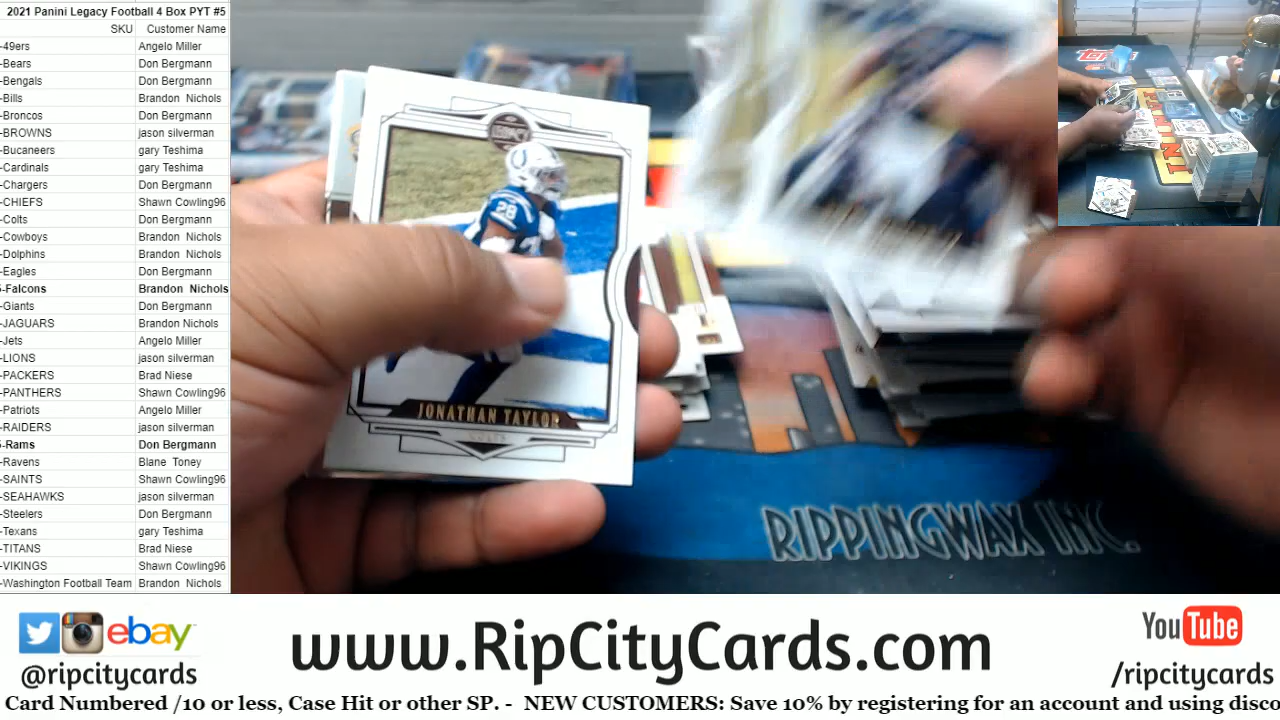 2021 Panini Legacy Football 4 Box PYT #5
SKU Customer Name
-49ers Angelo Miller
-Bears Don Bergmann
-Bengals Don Bergmann
-Bills Brandon Nichols
-Broncos Don Bergmann
-BROWNS jason silverman
-Bucaneers gary Teshima
-Cardinals gary Teshima
-Chargers Don Bergmann
-CHIEFS Shawn Cowling96
-Colts Don Bergmann
-Cowboys Brandon Nichols
-Dolphins Brandon Nichols
-Eagles Don Bergmann
-Falcons Brandon Nichols
-Giants Don Bergmann
-JAGUARS Brandon Nichols
-Jets Angelo Miller
-LIONS jason silverman
-PACKERS Brad Niese
-PANTHERS Shawn Cowling96
-Patriots Angelo Miller
-RAIDERS jason silverman
-Rams Don Bergmann
-Ravens Blane Toney
-SAINTS Shawn Cowling96
-SEAHAWKS jason silverman
-Steelers Don Bergmann
-Texans gary Teshima
-TITANS Brad Niese
-VIKINGS Shawn Cowling96
-Washington Football Team Brandon Nichols
LEGACY
28
JONATHAN TAYLOR
COLTS
RIPPINGWAX INC.
PANINI
ebay
@ripcitycards
www.RipCityCards.com
YouTube
/ripcitycards
Card Numbered /10 or less, Case Hit or other SP. - NEW CUSTOMERS: Save 10% by registering for an account and using disco